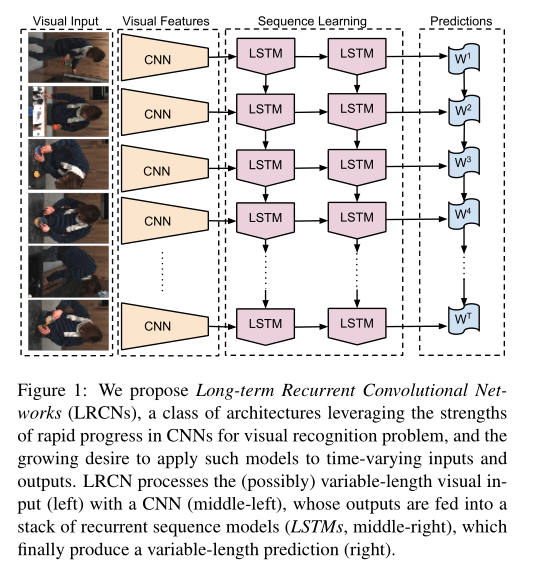 Visual Input Visual Features Sequence Learning Predictions
CNN LSTM LSTM W1
CNN LSTM LSTM W2
CNN LSTM LSTM W3
CNN LSTM LSTM W4
CNN LSTM LSTM WT
Figure 1: We propose Long-term Recurrent Convolutional Net-
works (LRCNs), a class of architectures leveraging the strengths
of rapid progress in CNNs for visual recognition problem, and the
growing desire to apply such models to time-varying inputs and
outputs. LRCN processes the (possibly) variable-length visual in-
put (left) with a CNN (middle-left), whose outputs are fed into a
stack of recurrent sequence models (LSTMs, middle-right), which
finally produce a variable-length prediction (right).